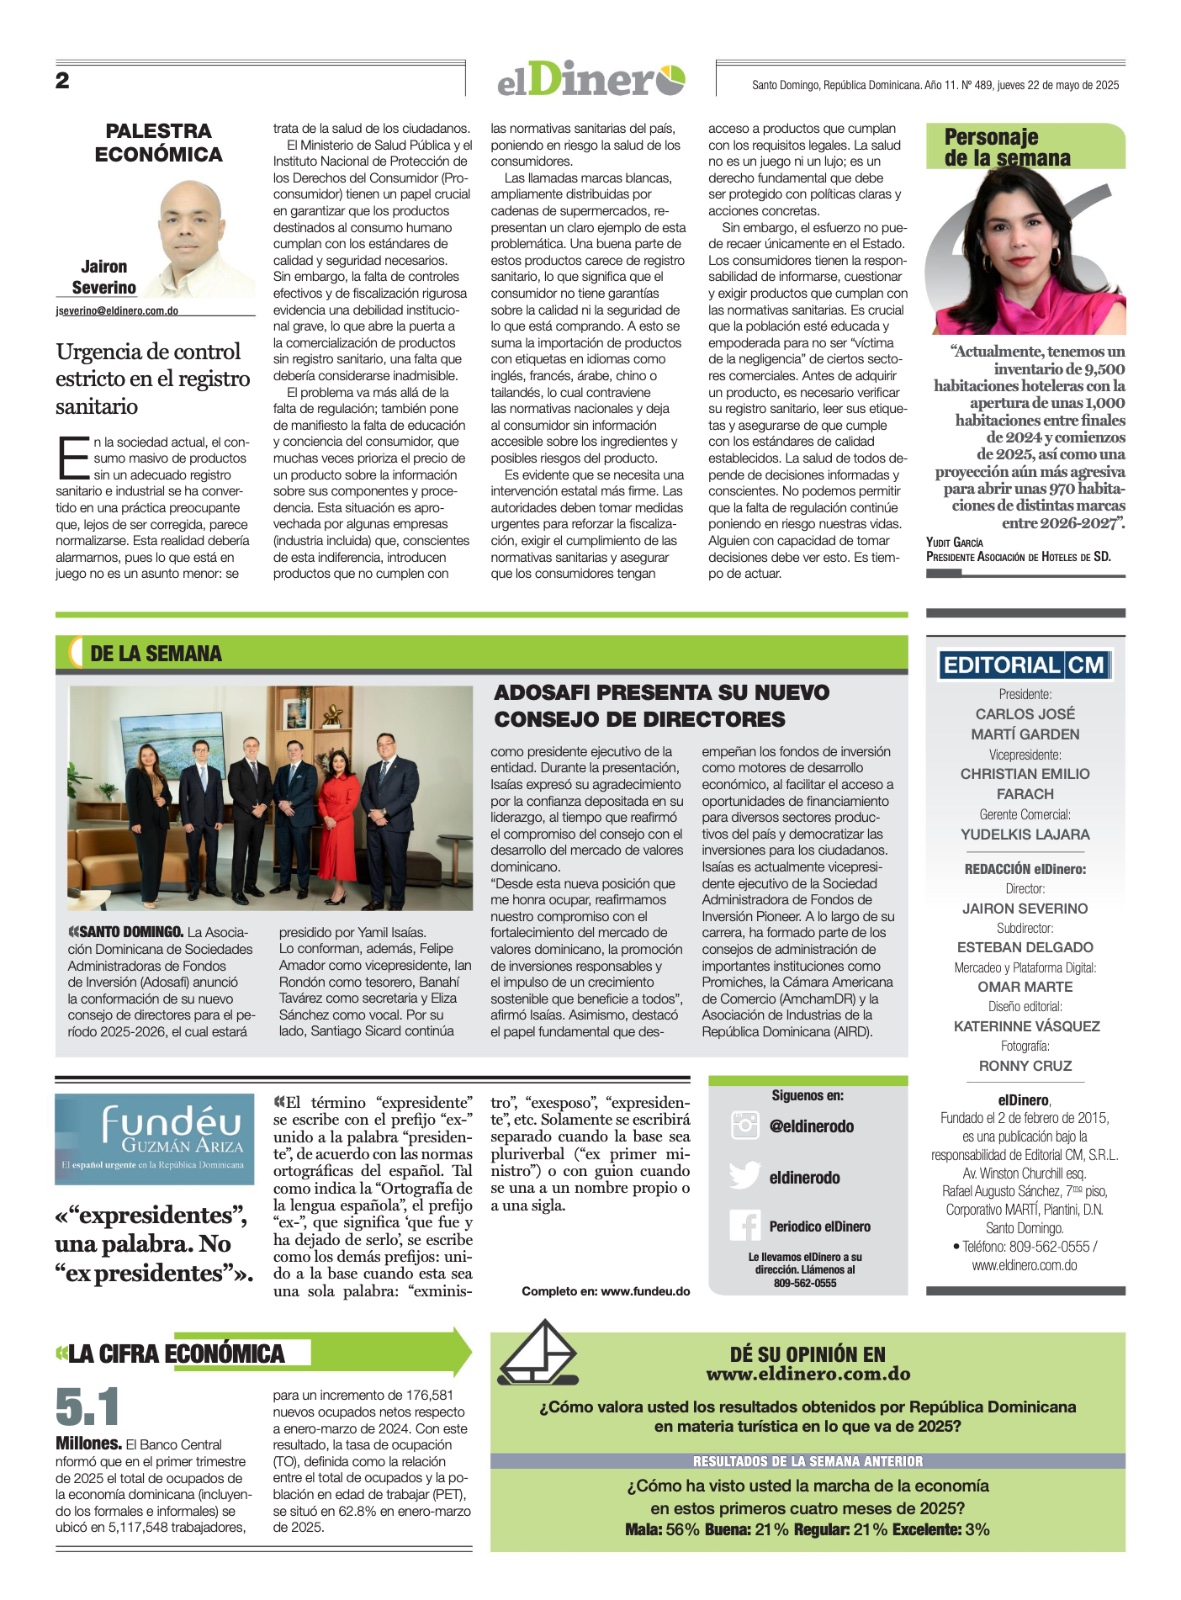 2
elDinero
Santo Domingo, República Dominicana. Año 11. Nº 489, jueves 22 de mayo de 2025
PALESTRA
ECONÓMICA
Jairon
Severino
jseverino@eldinero.com.do
Urgencia de control
estricto en el registro
sanitario
En la sociedad actual, el con-
sumo masivo de productos
sin un adecuado registro
sanitario e industrial se ha conver-
tido en una práctica preocupante
que, lejos de ser corregida, parece
normalizarse. Esta realidad debería
alarmarnos, pues lo que está en
juego no es un asunto menor: se
trata de la salud de los ciudadanos.
El Ministerio de Salud Pública y el
Instituto Nacional de Protección de
los Derechos del Consumidor (Pro-
consumidor) tienen un papel crucial
en garantizar que los productos
destinados al consumo humano
cumplan con los estándares de
calidad y seguridad necesarios.
Sin embargo, la falta de controles
efectivos y de fiscalización rigurosa
evidencia una debilidad institucio-
nal grave, lo que abre la puerta a
la comercialización de productos
sin registro sanitario, una falta que
debería considerarse inadmisible.
El problema va más allá de la
falta de regulación; también pone
de manifiesto la falta de educación
y conciencia del consumidor, que
muchas veces prioriza el precio de
un producto sobre la información
sobre sus componentes y proce-
dencia. Esta situación es apro-
vechada por algunas empresas
(industria incluida) que, conscientes
de esta indiferencia, introducen
productos que no cumplen con
las normativas sanitarias del país,
poniendo en riesgo la salud de los
consumidores.
Las llamadas marcas blancas,
ampliamente distribuidas por
cadenas de supermercados, re-
presentan un claro ejemplo de esta
problemática. Una buena parte de
estos productos carece de registro
sanitario, lo que significa que el
consumidor no tiene garantías
sobre la calidad ni la seguridad de
lo que está comprando. A esto se
suma la importación de productos
con etiquetas en idiomas como
inglés, francés, árabe, chino o
tailandés, lo cual contraviene
las normativas nacionales y deja
al consumidor sin información
accesible sobre los ingredientes y
posibles riesgos del producto.
Es evidente que se necesita una
intervención estatal más firme. Las
autoridades deben tomar medidas
urgentes para reforzar la fiscaliza-
ción, exigir el cumplimiento de las
normativas sanitarias y asegurar
que los consumidores tengan
acceso a productos que cumplan
con los requisitos legales. La salud
no es un juego ni un lujo; es un
derecho fundamental que debe
ser protegido con políticas claras y
acciones concretas.
Sin embargo, el esfuerzo no pue-
de recaer únicamente en el Estado.
Los consumidores tienen la respon-
sabilidad de informarse, cuestionar
y exigir productos que cumplan con
las normativas sanitarias. Es crucial
que la población esté educada y
empoderada para no ser “víctima
de la negligencia” de ciertos secto-
res comerciales. Antes de adquirir
un producto, es necesario verificar
su registro sanitario, leer sus etique-
tas y asegurarse de que cumple
con los estándares de calidad
establecidos. La salud de todos de-
pende de decisiones informadas y
conscientes. No podemos permitir
que la falta de regulación continúe
poniendo en riesgo nuestras vidas.
Alguien con capacidad de tomar
decisiones debe ver esto. Es tiem-
po de actuar.
Personaje
de la semana
“Actualmente, tenemos un
inventario de 9,500
habitaciones hoteleras con la
apertura de unas 1,000
habitaciones entre finales
de 2024 y comienzos
de 2025, así como una
proyección aún más agresiva
para abrir unas 970 habita-
ciones de distintas marcas
entre 2026-2027”.
YUDIT GARCÍA
PRESIDENTE ASOCIACIÓN DE HOTELES DE SD.
DE LA SEMANA
ADOSAFI PRESENTA SU NUEVO
CONSEJO DE DIRECTORES
«SANTO DOMINGO. La Asocia-
ción Dominicana de Sociedades
Administradoras de Fondos
de Inversión (Adosafi) anunció
la conformación de su nuevo
consejo de directores para el pe-
ríodo 2025-2026, el cual estará
presidido por Yamil Isaías.
Lo conforman, además, Felipe
Amador como vicepresidente, Ian
Rondón como tesorero, Banahí
Tavárez como secretaria y Eliza
Sánchez como vocal. Por su
lado, Santiago Sicard continúa
como presidente ejecutivo de la
entidad. Durante la presentación,
Isaías expresó su agradecimiento
por la confianza depositada en su
liderazgo, al tiempo que reafirmó
el compromiso del consejo con el
desarrollo del mercado de valores
dominicano.
“Desde esta nueva posición que
me honra ocupar, reafirmamos
nuestro compromiso con el
fortalecimiento del mercado de
valores dominicano, la promoción
de inversiones responsables y
el impulso de un crecimiento
sostenible que beneficie a todos”,
afirmó Isaías. Asimismo, destacó
el papel fundamental que des-
empeñan los fondos de inversión
como motores de desarrollo
económico, al facilitar el acceso a
oportunidades de financiamiento
para diversos sectores produc-
tivos del país y democratizar las
inversiones para los ciudadanos.
Isaías es actualmente vicepresi-
dente ejecutivo de la Sociedad
Administradora de Fondos de
Inversión Pioneer. A lo largo de su
carrera, ha formado parte de los
consejos de administración de
importantes instituciones como
Promiches, la Cámara Americana
de Comercio (AmchamDR) y la
Asociación de Industrias de la
República Dominicana (AIRD).
EDITORIAL CM
Presidente:
CARLOS JOSÉ
MARTÍ GARDEN
Vicepresidente:
CHRISTIAN EMILIO
FARACH
Gerente Comercial:
YUDELKIS LAJARA
REDACCIÓN elDinero:
Director:
JAIRON SEVERINO
Subdirector:
ESTEBAN DELGADO
Mercadeo y Plataforma Digital:
OMAR MARTE
Diseño editorial:
KATERINNE VÁSQUEZ
Fotografía:
RONNY CRUZ
elDinero,
Fundado el 2 de febrero de 2015,
es una publicación bajo la
responsabilidad de Editorial CM, S.R.L.
Av. Winston Churchill esq.
Rafael Augusto Sánchez, 7mo piso,
Corporativo MARTÍ, Piantini, D.N.
Santo Domingo.
• Teléfono: 809-562-0555 /
www.eldinero.com.do
fundéu
GUZMÁN ARIZA
El español urgente en la República Dominicana
«“expresidentes”,
una palabra. No
“ex presidentes”».
«El término “expresidente”
se escribe con el prefijo “ex-”
unido a la palabra “presiden-
te”, de acuerdo con las normas
ortográficas del español. Tal
como indica la “Ortografía de
la lengua española”, el prefijo
“ex-”, que significa ‘que fue y
ha dejado de serlo’, se escribe
como los demás prefijos: uni-
do a la base cuando esta sea
una sola palabra: “exminis-
tro”, “exesposo”, “expresiden-
te”, etc. Solamente se escribirá
separado cuando la base sea
pluriverbal (“ex primer mi-
nistro”) o con guion cuando
se una a un nombre propio o
a una sigla.
Completo en: www.fundeu.do
Siguenos en:
@eldinerodo
eldinerodo
Periodico elDinero
Le llevamos elDinero a su
dirección. Llámenos al
809-562-0555
«LA CIFRA ECONÓMICA
5.1
Millones. El Banco Central
nformó que en el primer trimestre
de 2025 el total de ocupados de
la economía dominicana (incluyen-
do los formales e informales) se
ubicó en 5,117,548 trabajadores,
para un incremento de 176,581
nuevos ocupados netos respecto
a enero-marzo de 2024. Con este
resultado, la tasa de ocupación
(TO), definida como la relación
entre el total de ocupados y la po-
blación en edad de trabajar (PET),
se situó en 62.8% en enero-marzo
de 2025.
DÉ SU OPINIÓN EN
www.eldinero.com.do
¿Cómo valora usted los resultados obtenidos por República Dominicana
en materia turística en lo que va de 2025?
RESULTADOS DE LA SEMANA ANTERIOR
¿Cómo ha visto usted la marcha de la economía
en estos primeros cuatro meses de 2025?
Mala: 56% Buena: 21% Regular: 21% Excelente: 3%